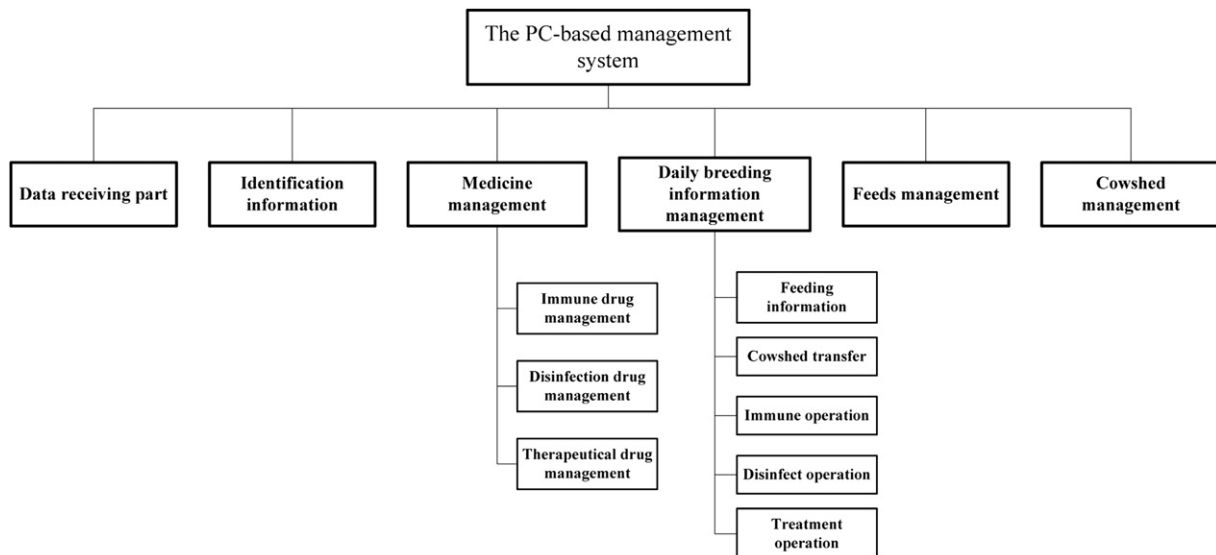 The PC-based management
system
Data receiving part
Identification
information
Medicine
management
Daily breeding
information
management
Feeds management
Cowshed
management
Immune drug
management
Disinfection drug
management
Therapeutical drug
management
Feeding
information
Cowshed transfer
Immune operation
Disinfect operation
Treatment
operation